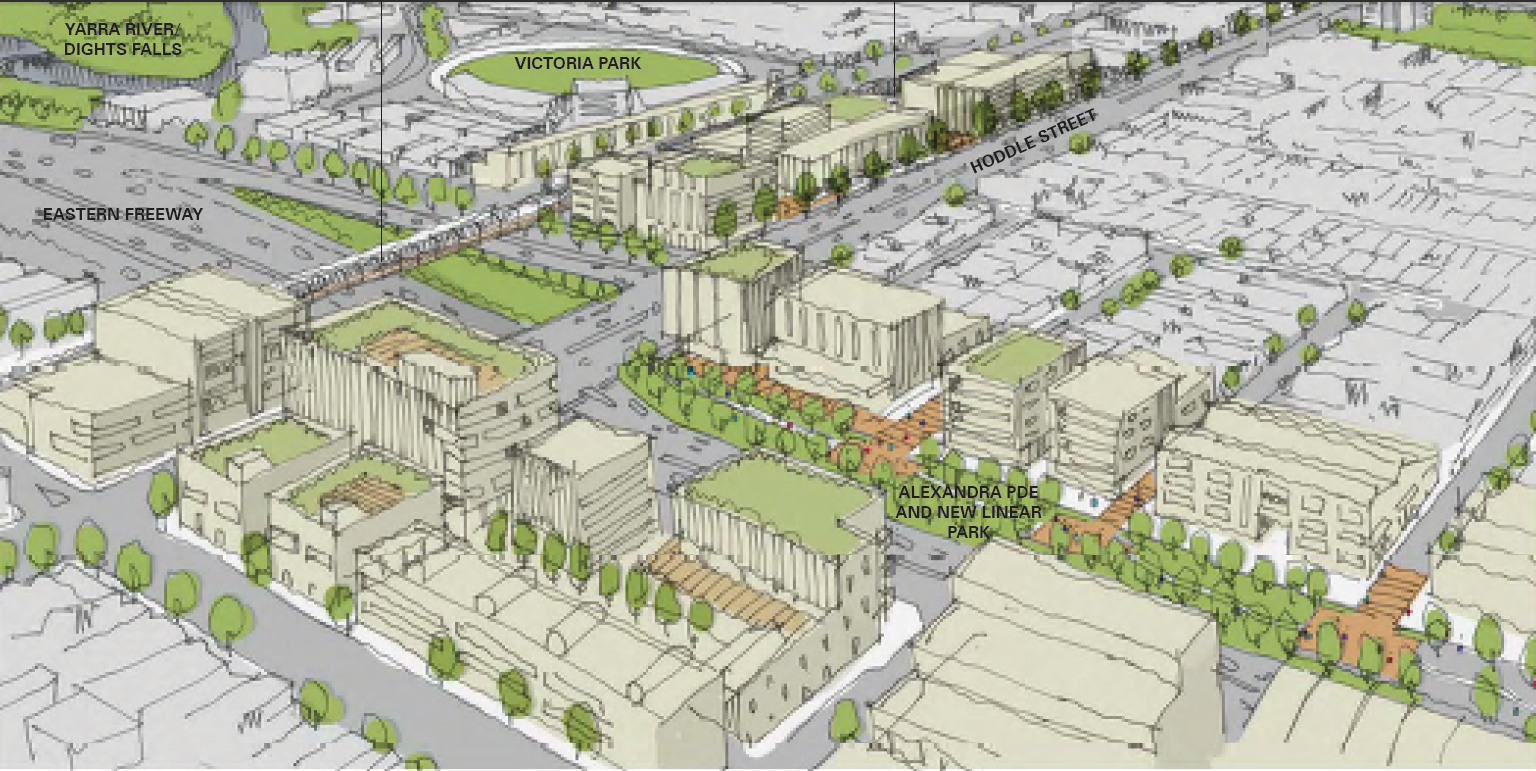 YARRA RIVER/
DIGHTS FALLS
VICTORIA PARK
HODDLE STREET
EASTERN FREEWAY
ALEXANDRA PDE
AND NEW LINEAR
PARK